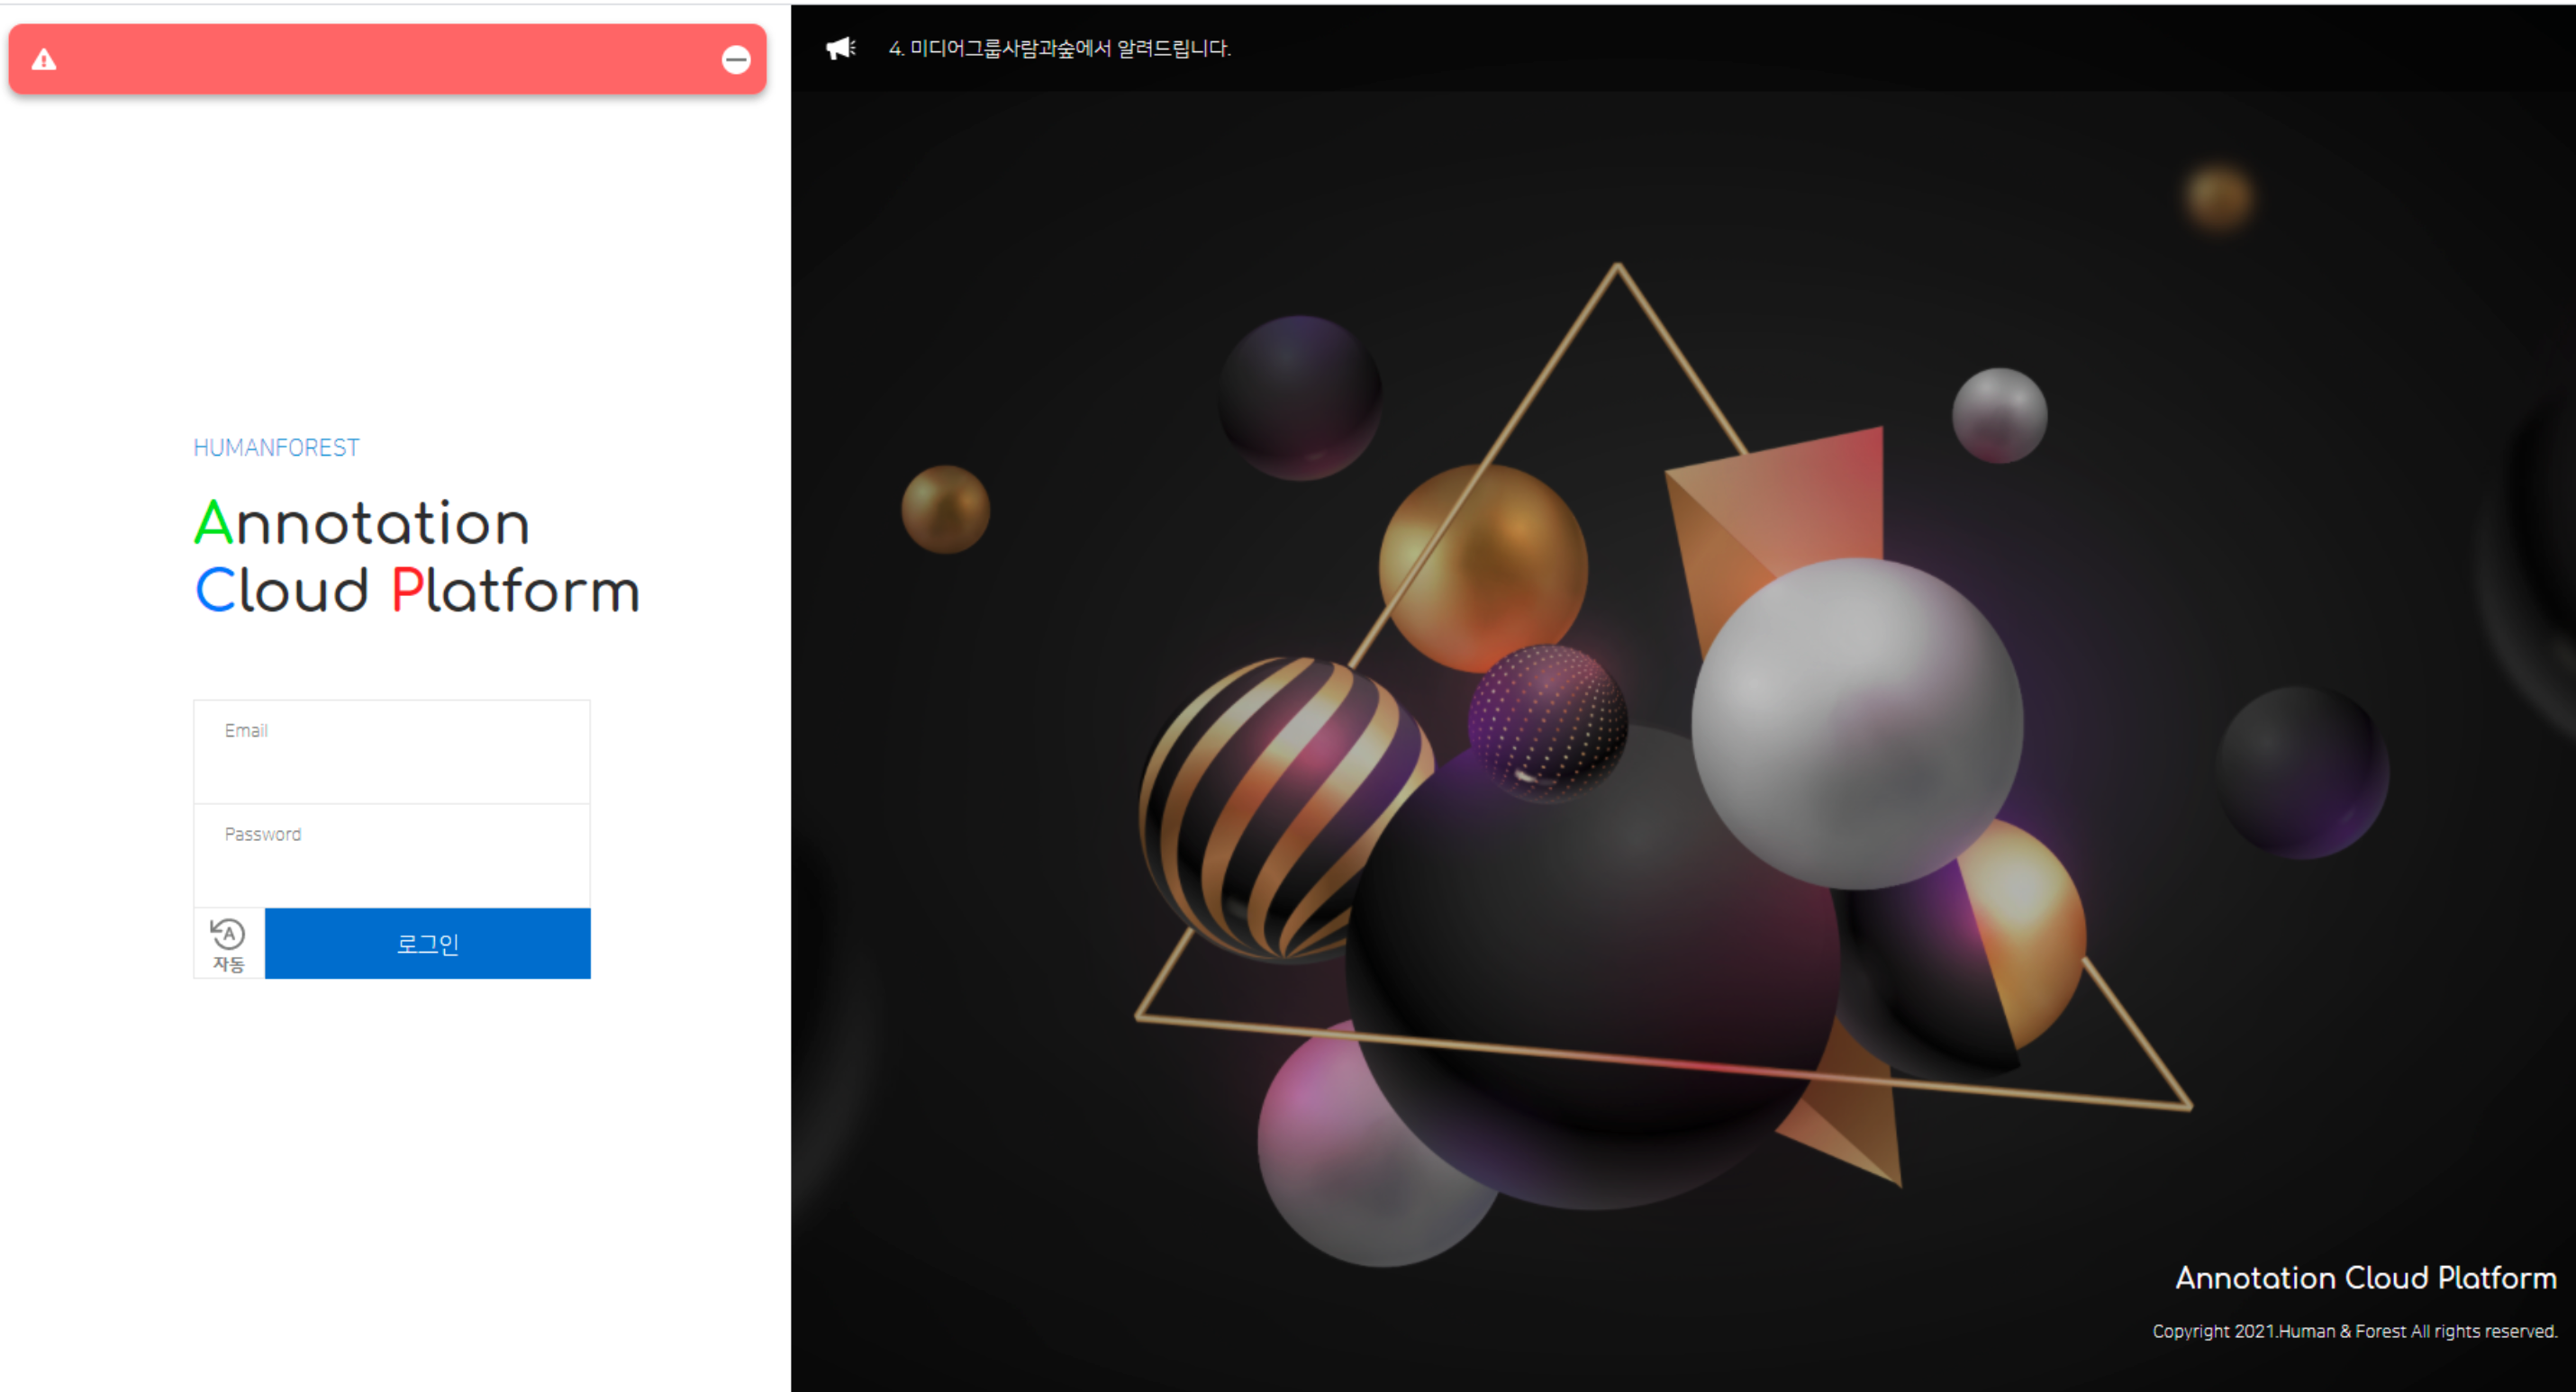 4. 미디어그룹사람과숲에서 알려드립니다.
HUMANFOREST
Annotation
Cloud Platform
Email
Password
자동
로그인
Annotation Cloud Platform
Copyright 2021.Human & Forest All rights reserved.